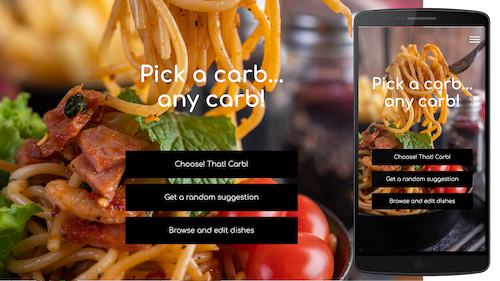 Pick a carb...
any carb!
Choose! That! Carb!
Get a random suggestion
Browse and edit dishes
Pick a carb...
any carb!
Choose! That! Carb!
Get a random suggestion
Browse and edit dishes
LG